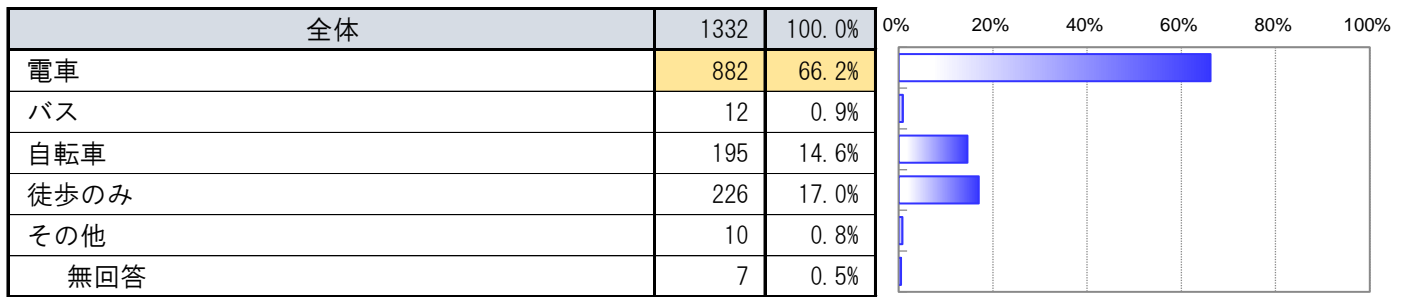 全体 1332 100.0% 0% 20% 40% 60% 80% 100%
電車 882 66.2%
バス 12 0.9%
自転車 195 14.6%
徒歩のみ 226 17.0%
その他 10 0.8%
無回答 7 0.5%